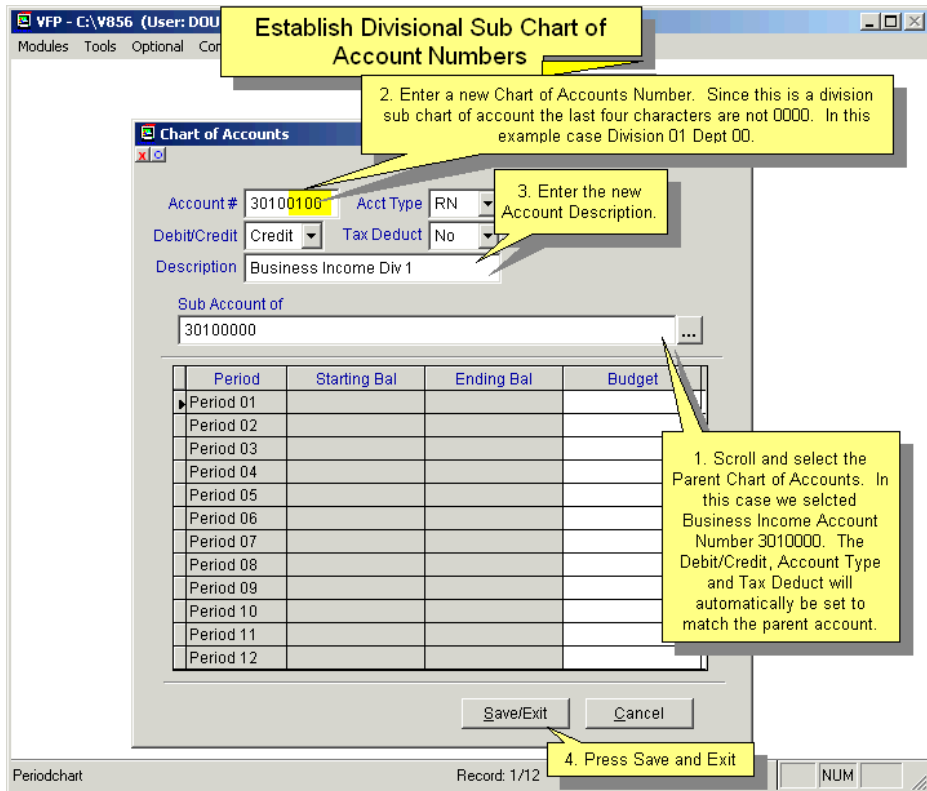 VFP - C:\V856 (User: DOU
Establish Divisional Sub Chart of
Account Numbers
Modules Tools Optional
2. Enter a new Chart of Accounts Number. Since this is a division
sub chart of account the last four characters are not 0000. In this
example case Division 01 Dept 00.
Chart of Accounts
3. Enter the new
Account Description.
Account # 30100100 Acct Type RN
Debit/Credit Credit Tax Deduct No
Description Business Income Div 1
Sub Account of
30100000 ...
Period Starting Bal Ending Bal Budget
Period 01
Period 02
Period 03
Period 04
Period 05
Period 06
Period 07
Period 08
Period 09
Period 10
Period 11
Period 12
1. Scroll and select the
Parent Chart of Accounts. In
this case we selcted
Business Income Account
Number 3010000. The
Debit/Credit, Account Type
and Tax Deduct will
automatically be set to
match the parent account.
Save/Exit Cancel
4. Press Save and Exit
Periodchart Record: 1/12 NUM